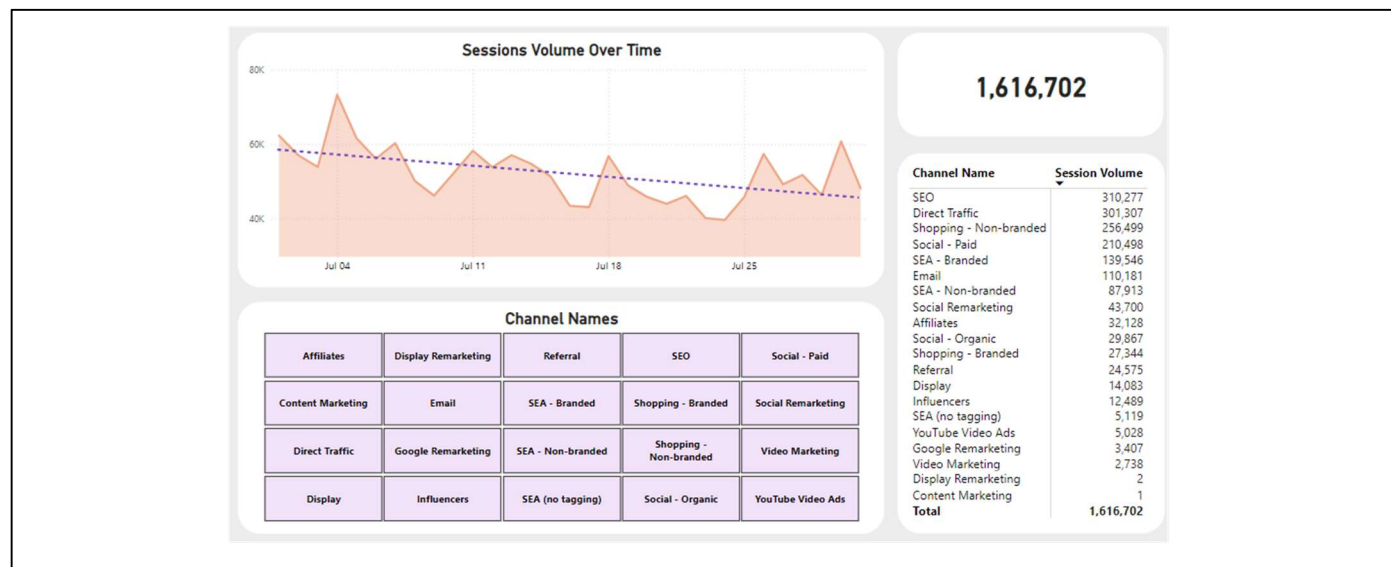 Sessions Volume Over Time
80K
60K
40K
Jul 04 Jul 11 Jul 18 Jul 25
Channel Names
Affiliates Display Remarketing Referral SEO Social - Paid
Content Marketing Email SEA - Branded Shopping - Branded Social Remarketing
Direct Traffic Google Remarketing SEA - Non-branded Shopping -
Non-branded Video Marketing
Display Influencers SEA (no tagging) Social - Organic YouTube Video Ads
1,616,702
Channel Name Session Volume
SEO 310,277
Direct Traffic 301,307
Shopping - Non-branded 256,499
Social - Paid 210,498
SEA - Branded 139,546
Email 110,181
SEA - Non-branded 87,913
Social Remarketing 43,700
Affiliates 32,128
Social - Organic 29,867
Shopping - Branded 27,344
Referral 24,575
Display 14,083
Influencers 12,489
SEA (no tagging) 5,119
YouTube Video Ads 5,028
Google Remarketing 3,407
Video Marketing 2,738
Display Remarketing 2
Content Marketing 1
Total 1,616,702